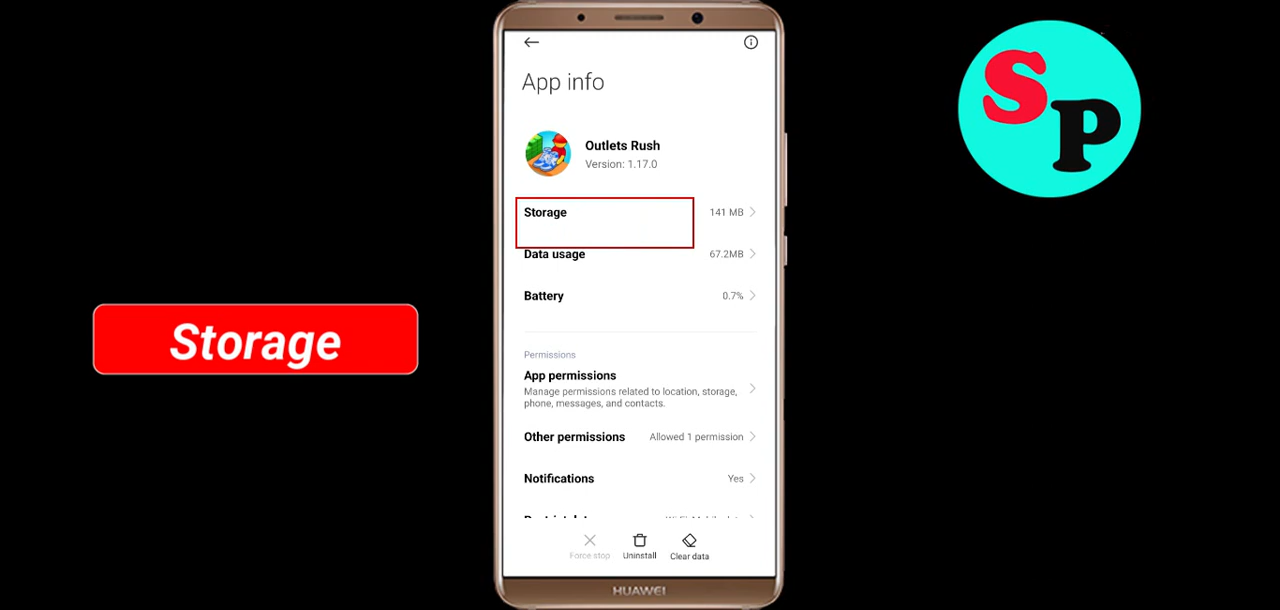 App info
Outlets Rush
Version: 1.17.0
Storage 141 MB
Data usage 67.2MB
Battery 0.7%
Permissions
App permissions
Manage permissions related to location, storage,
phone, messages, and contacts.
Other permissions Allowed 1 permission
Notifications Yes
Force stop Uninstall Clear data
HUAWEI
Storage
SP